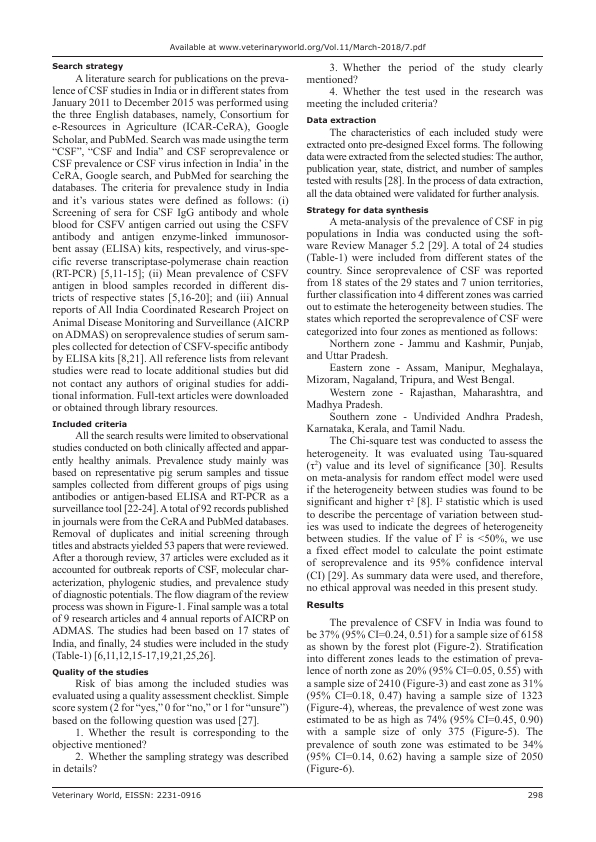 Available at www.veterinaryworld.org/Vol.11/March-2018/7.pdf
Search strategy
A literature search for publications on the preva-
lence of CSF studies in India or in different states from
January 2011 to December 2015 was performed using
the three English databases, namely, Consortium for
e-Resources in Agriculture (ICAR-CeRA), Google
Scholar, and PubMed. Search was made using the term
“CSF”, “CSF and India” and CSF seroprevalence or
CSF prevalence or CSF virus infection in India’ in the
CeRA, Google search, and PubMed for searching the
databases. The criteria for prevalence study in India
and it’s various states were defined as follows: (i)
Screening of sera for CSF IgG antibody and whole
blood for CSFV antigen carried out using the CSFV
antibody and antigen enzyme-linked immunosor-
bent assay (ELISA) kits, respectively, and virus-spe-
cific reverse transcriptase-polymerase chain reaction
(RT-PCR) [5,11-15]; (ii) Mean prevalence of CSFV
antigen in blood samples recorded in different dis-
tricts of respective states [5,16-20]; and (iii) Annual
reports of All India Coordinated Research Project on
Animal Disease Monitoring and Surveillance (AICRP
on ADMAS) on seroprevalence studies of serum sam-
ples collected for detection of CSFV-specific antibody
by ELISA kits [8,21]. All reference lists from relevant
studies were read to locate additional studies but did
not contact any authors of original studies for addi-
tional information. Full-text articles were downloaded
or obtained through library resources.
Included criteria
All the search results were limited to observational
studies conducted on both clinically affected and appar-
ently healthy animals. Prevalence study mainly was
based on representative pig serum samples and tissue
samples collected from different groups of pigs using
antibodies or antigen-based ELISA and RT-PCR as a
surveillance tool [22-24]. A total of 92 records published
in journals were from the CeRA and PubMed databases.
Removal of duplicates and initial screening through
titles and abstracts yielded 53 papers that were reviewed.
After a thorough review, 37 articles were excluded as it
accounted for outbreak reports of CSF, molecular char-
acterization, phylogenic studies, and prevalence study
of diagnostic potentials. The flow diagram of the review
process was shown in Figure-1. Final sample was a total
of 9 research articles and 4 annual reports of AICRP on
ADMAS. The studies had been based on 17 states of
India, and finally, 24 studies were included in the study
(Table-1) [6,11,12,15-17,19,21,25,26].
Quality of the studies
Risk of bias among the included studies was
evaluated using a quality assessment checklist. Simple
score system (2 for “yes,” 0 for “no,” or 1 for “unsure”)
based on the following question was used [27].
1. Whether the result is corresponding to the
objective mentioned?
2. Whether the sampling strategy was described
in details?
3. Whether the period of the study clearly
mentioned?
4. Whether the test used in the research was
meeting the included criteria?
Data extraction
The characteristics of each included study were
extracted onto pre-designed Excel forms. The following
data were extracted from the selected studies: The author,
publication year, state, district, and number of samples
tested with results [28]. In the process of data extraction,
all the data obtained were validated for further analysis.
Strategy for data synthesis
A meta-analysis of the prevalence of CSF in pig
populations in India was conducted using the soft-
ware Review Manager 5.2 [29]. A total of 24 studies
(Table-1) were included from different states of the
country. Since seroprevalence of CSF was reported
from 18 states of the 29 states and 7 union territories,
further classification into 4 different zones was carried
out to estimate the heterogeneity between studies. The
states which reported the seroprevalence of CSF were
categorized into four zones as mentioned as follows:
Northern zone - Jammu and Kashmir, Punjab,
and Uttar Pradesh.
Eastern zone - Assam, Manipur, Meghalaya,
Mizoram, Nagaland, Tripura, and West Bengal.
Western zone - Rajasthan, Maharashtra, and
Madhya Pradesh.
Southern zone - Undivided Andhra Pradesh,
Karnataka, Kerala, and Tamil Nadu.
The Chi-square test was conducted to assess the
heterogeneity. It was evaluated using Tau-squared
(τ²) value and its level of significance [30]. Results
on meta-analysis for random effect model were used
if the heterogeneity between studies was found to be
significant and higher τ² [8]. I² statistic which is used
to describe the percentage of variation between stud-
ies was used to indicate the degrees of heterogeneity
between studies. If the value of I² is <50%, we use
a fixed effect model to calculate the point estimate
of seroprevalence and its 95% confidence interval
(CI) [29]. As summary data were used, and therefore,
no ethical approval was needed in this present study.
Results
The prevalence of CSFV in India was found to
be 37% (95% CI=0.24, 0.51) for a sample size of 6158
as shown by the forest plot (Figure-2). Stratification
into different zones leads to the estimation of preva-
lence of north zone as 20% (95% CI=0.05, 0.55) with
a sample size of 2410 (Figure-3) and east zone as 31%
(95% CI=0.18, 0.47) having a sample size of 1323
(Figure-4), whereas, the prevalence of west zone was
estimated to be as high as 74% (95% CI=0.45, 0.90)
with a sample size of only 375 (Figure-5). The
prevalence of south zone was estimated to be 34%
(95% CI=0.14, 0.62) having a sample size of 2050
(Figure-6).
Veterinary World, EISSN: 2231-0916
298